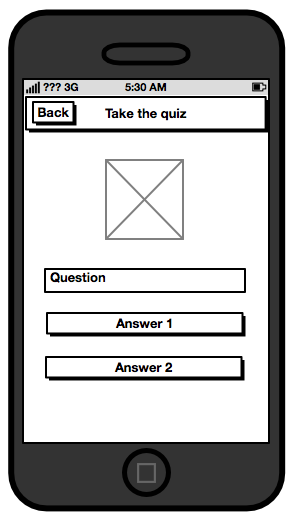 ??? 3G 5:30 AM
Back Take the quiz
Question
Answer 1
Answer 2